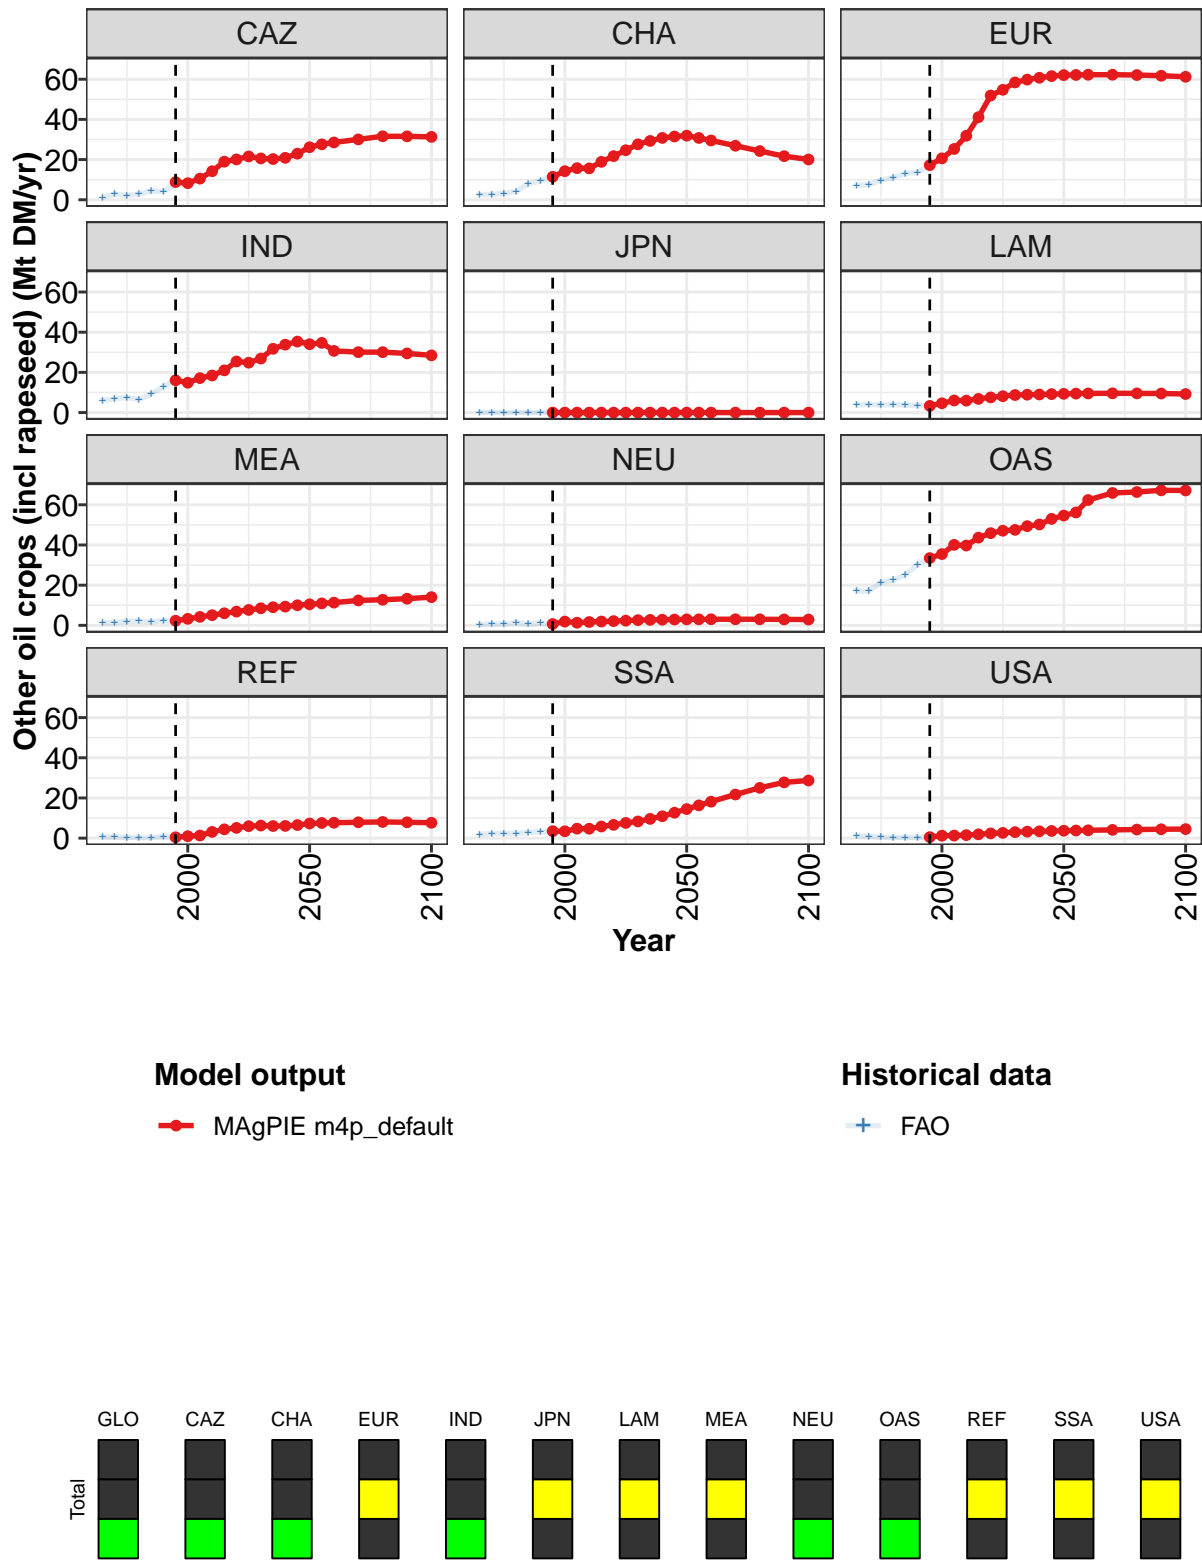 CAZ CHA EUR
60
40
20
0
IND JPN LAM
60
40
20
0
MEA NEU OAS
60
40
20
0
REF SSA USA
60
40
20
0
2000 2050 2100 2000 2050 2100 2000 2050 2100
Year
Other oil crops (incl rapeseed) (Mt DM/yr)
Model output
MAgPIE m4p_default
Historical data
FAO
GLO CAZ CHA EUR IND JPN LAM MEA NEU OAS REF SSA USA
Total